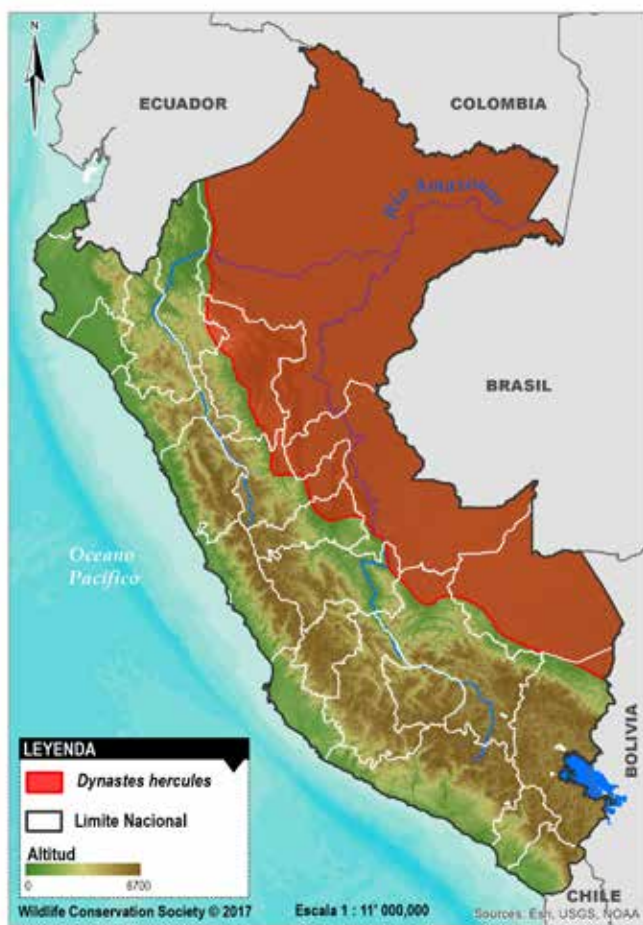 N
ECUADOR
COLOMBIA
Río Amazonas
BRASIL
Oceano
Pacífico
BOLIVIA
LEYENDA
Dynastes hercules
Limite Nacional
Altitud
0
6700
CHILE
Wildlife Conservation Society © 2017
Escala 1 : 11' 000,000
Sources: Esri, USGS, NOAA